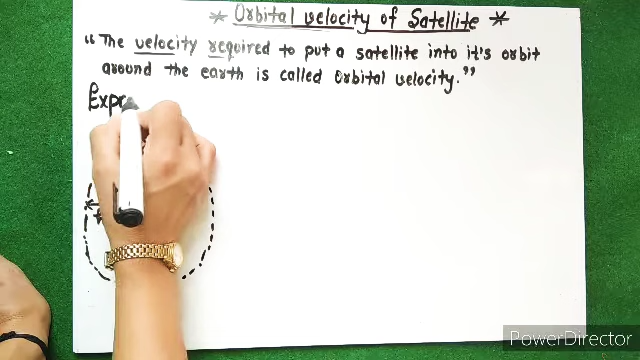 * Orbital velocity of Satellite *
“ The velocity required to put a satellite into it's orbit
around the earth is called Orbital velocity.”
PowerDirector